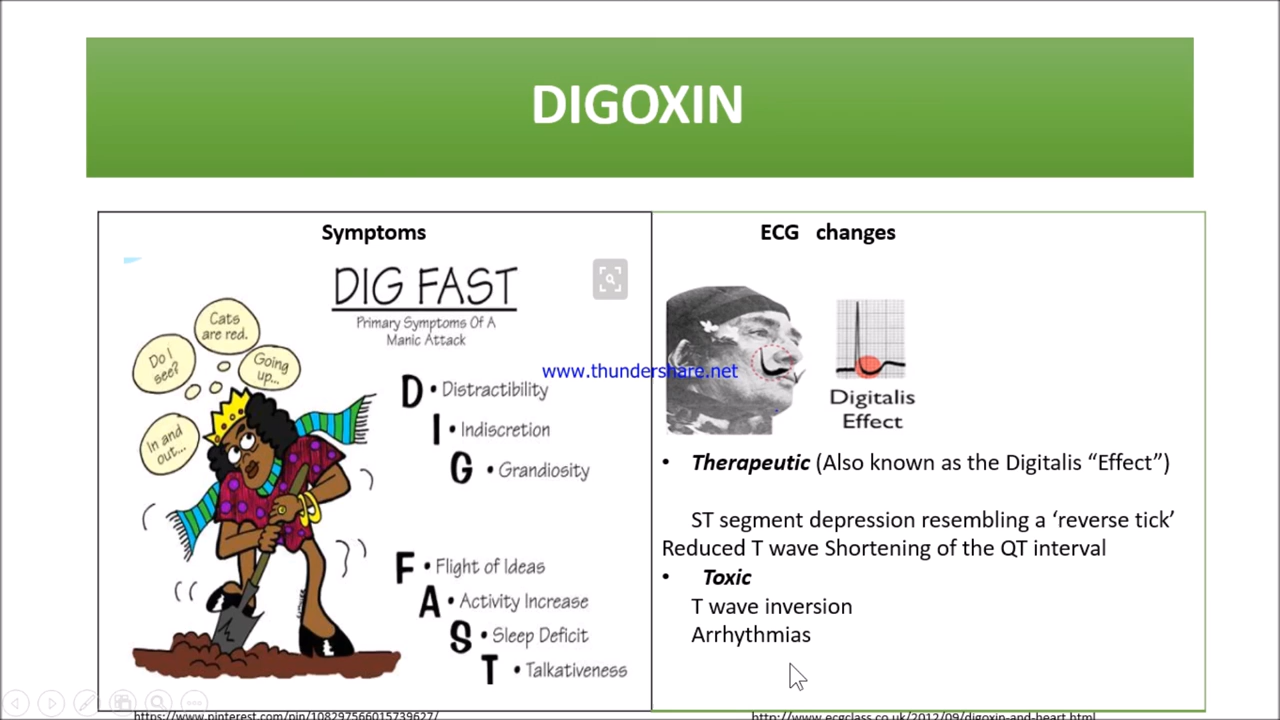 DIGOXIN
Symptoms
DIG FAST
Primary Symptoms Of A
Manic Attack
Cats
are red.
Do I
see?
Going
up...
In and
out...
D • Distractibility
I • Indiscretion
G • Grandiosity
F • Flight of Ideas
A • Activity Increase
S • Sleep Deficit
T • Talkativeness
https://www.pinterest.com/pin/108297566015739627/
www.thundershare.net
ECG changes
Digitalis
Effect
• Therapeutic (Also known as the Digitalis “Effect”)
ST segment depression resembling a ‘reverse tick’
Reduced T wave Shortening of the QT interval
• Toxic
T wave inversion
Arrhythmias
http://www.ecgclass.co.uk/2012/09/digoxin-and-heart.html